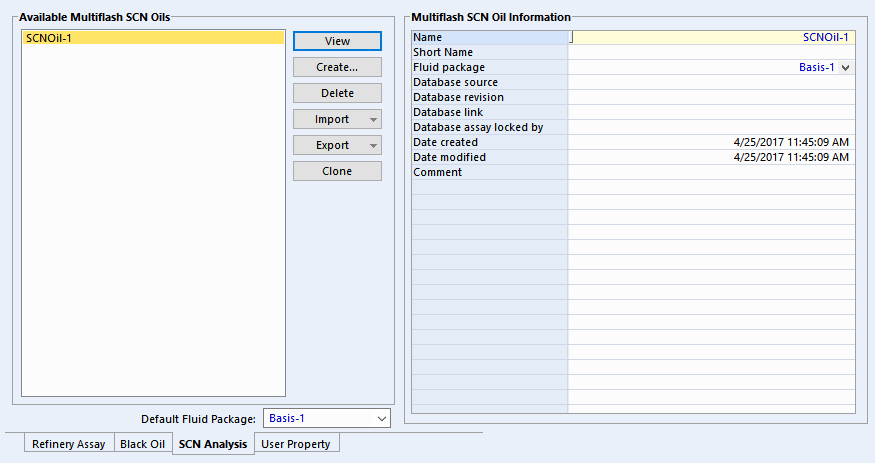 Available Multiflash SCN Oils
SCNOil-1
View
Create...
Delete
Import
Export
Clone
Default Fluid Package: Basis-1
Multiflash SCN Oil Information
Name SCNOil-1
Short Name
Fluid package Basis-1
Database source
Database revision
Database link
Database assay locked by
Date created 4/25/2017 11:45:09 AM
Date modified 4/25/2017 11:45:09 AM
Comment
Refinery Assay Black Oil SCN Analysis User Property